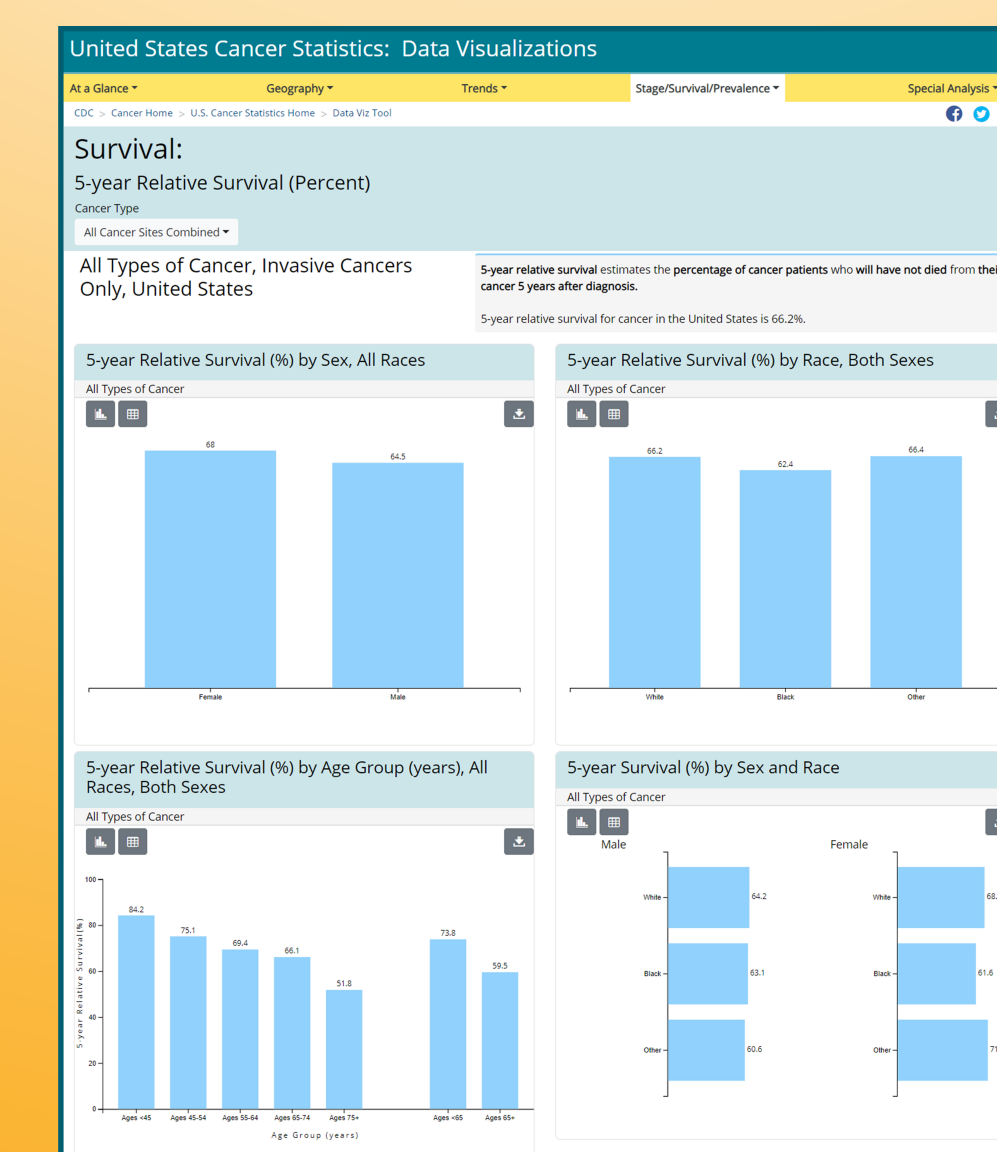 United States Cancer Statistics: Data Visualizations
At a Glance Geography Trends Stage/Survival/Prevalence Special Analysis
CDC > Cancer Home > U.S. Cancer Statistics Home > Data Viz Tool
Survival:
5-year Relative Survival (Percent)
Cancer Type
All Cancer Sites Combined
All Types of Cancer, Invasive Cancers
Only, United States
5-year relative survival estimates the percentage of cancer patients who will have not died from
cancer 5 years after diagnosis.
5-year relative survival for cancer in the United States is 66.2%.
5-year Relative Survival (%) by Sex, All Races
All Types of Cancer
68
64.5
Female Male
5-year Relative Survival (%) by Race, Both Sexes
All Types of Cancer
66.2
62.4
66.4
White Black Other
5-year Relative Survival (%) by Age Group (years), All
Races, Both Sexes
All Types of Cancer
5-year Relative Survival (%)
100
80
60
40
20
0
84.2
75.1
69.4
66.1
51.8
73.8
59.5
Ages <45 Ages 45-54 Ages 55-64 Ages 65-74 Ages 75+ Ages <65 Ages 65+
Age Group (years)
5-year Survival (%) by Sex and Race
All Types of Cancer
Male
White 64.2
Black 63.1
Other 60.6
Female
White
Black 61.6
Other